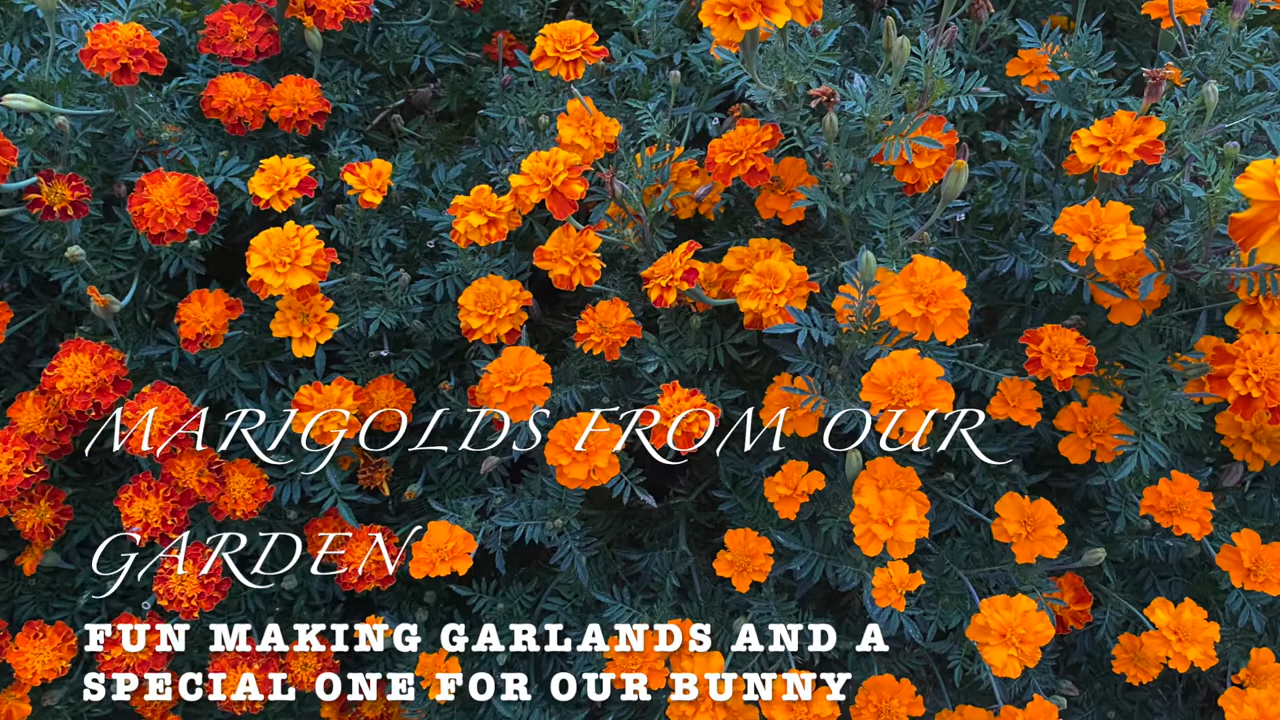 MARIGOLDS FROM OUR
GARDEN
FUN MAKING GARLANDS AND A
SPECIAL ONE FOR OUR BUNNY